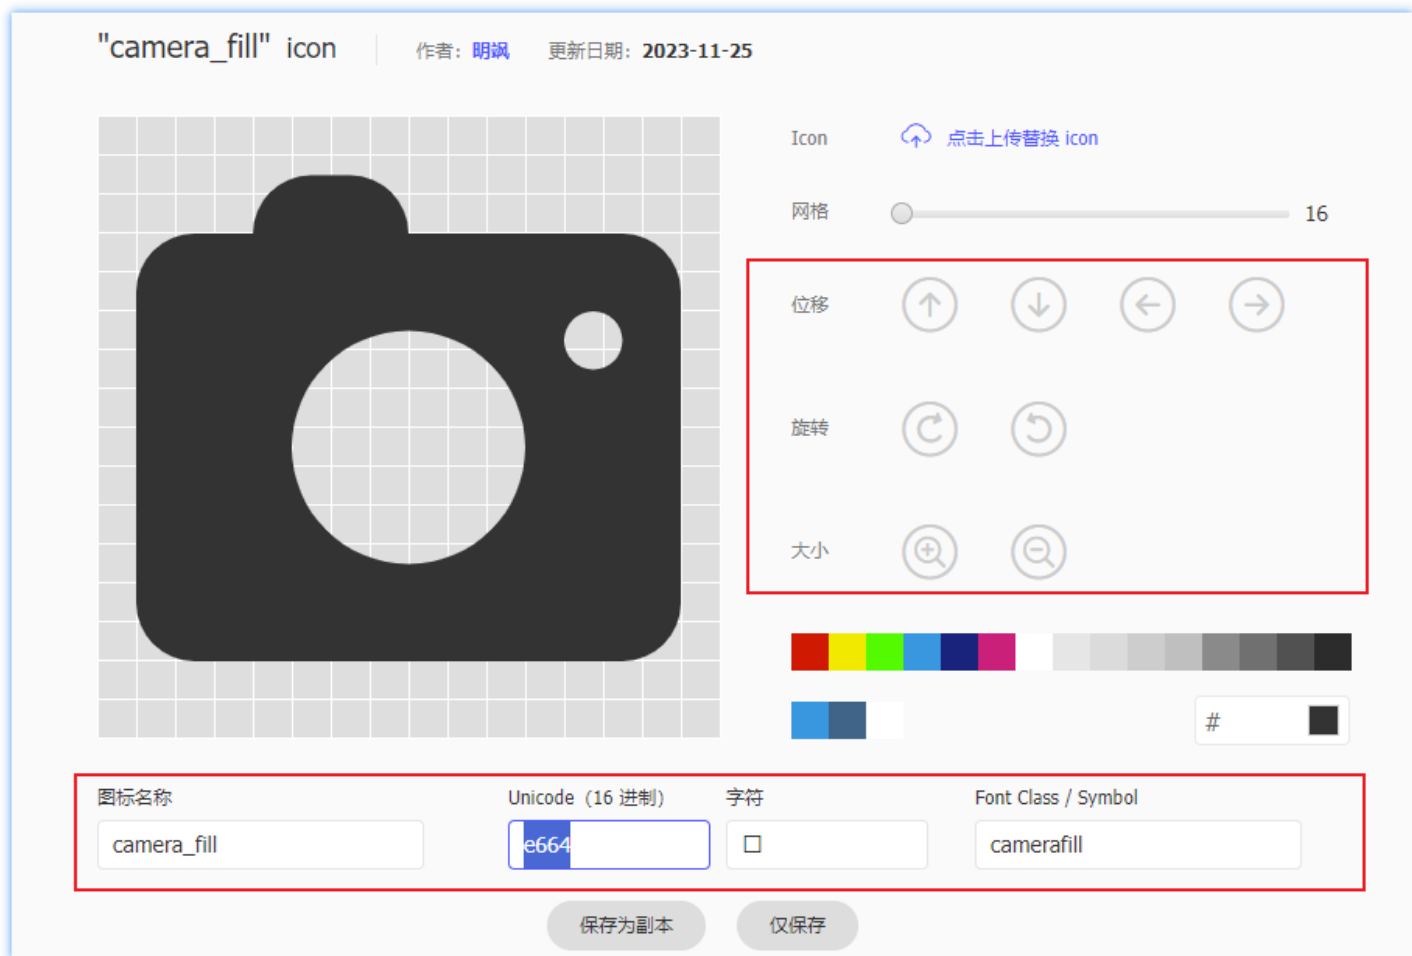 "camera_fill" icon
作者：明飒
更新日期：2023-11-25
Icon
点击上传替换 icon
网格
16
位移
旋转
大小
#
图标名称
Unicode（16 进制）
字符
Font Class / Symbol
camera_fill
e664
camerafill
保存为副本
仅保存